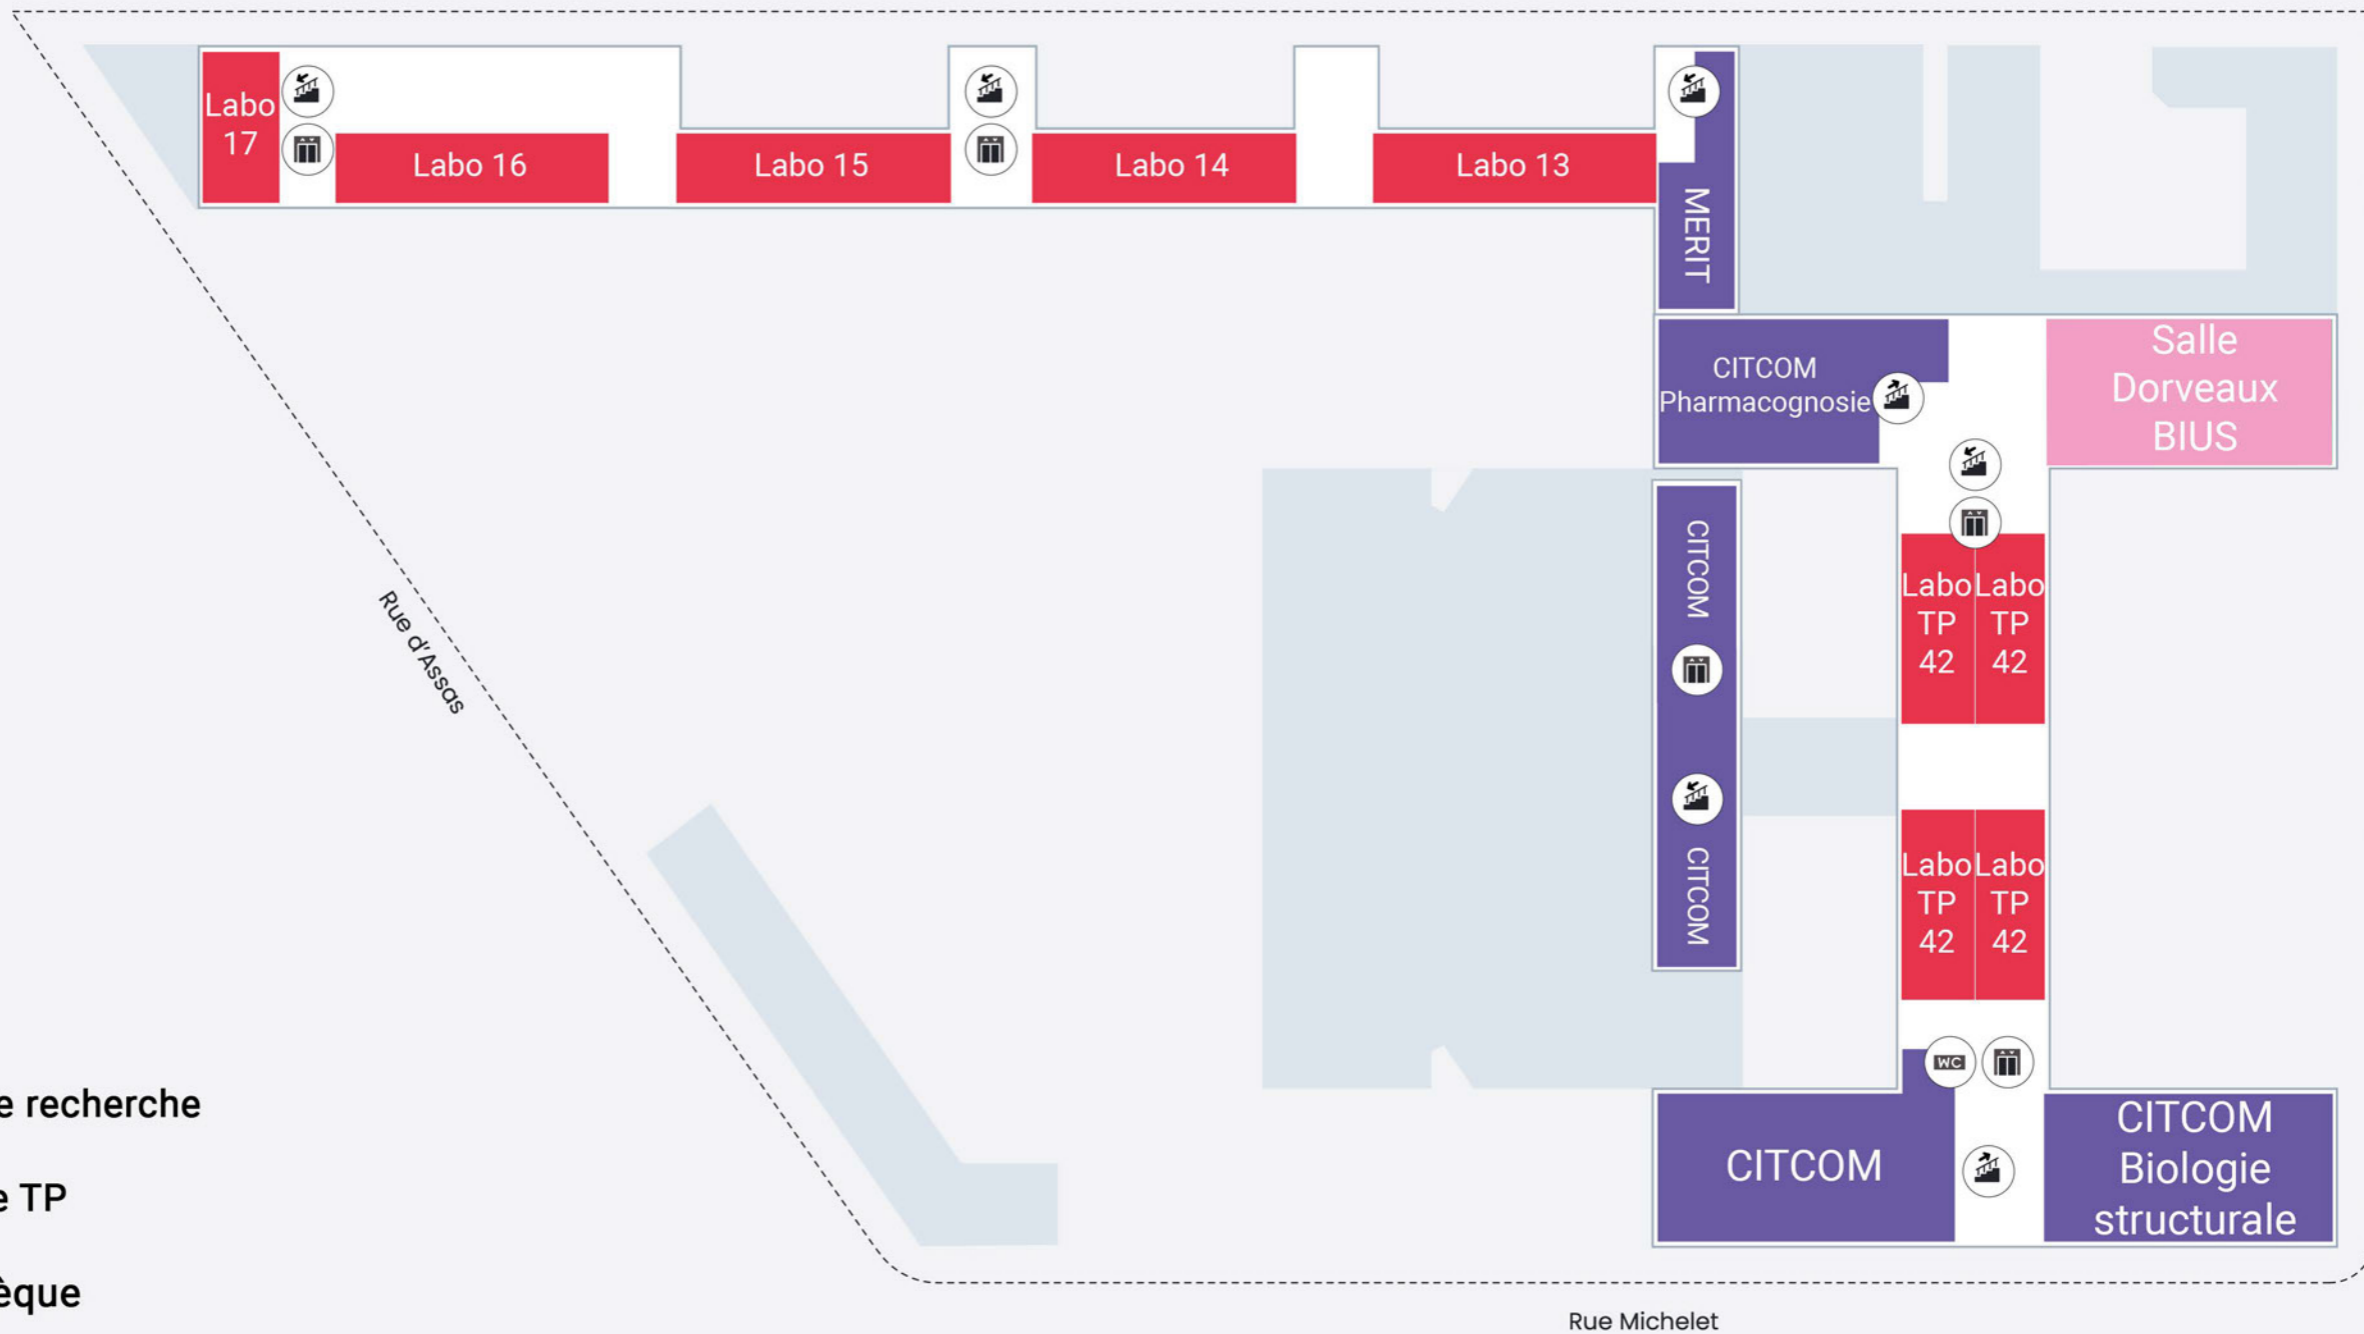 Labo
17
Labo 16
Labo 15
Labo 14
Labo 13
MERIT
CITCOM
Pharmacognosie
Salle
Dorveaux
BIUS
CITCOM
CITCOM
Labo
TP
42
Labo
TP
42
Labo
TP
42
Labo
TP
42
WC
CITCOM
CITCOM
Biologie
structurale
Rue d'Assas
Rue Michelet
e recherche
e TP
èque